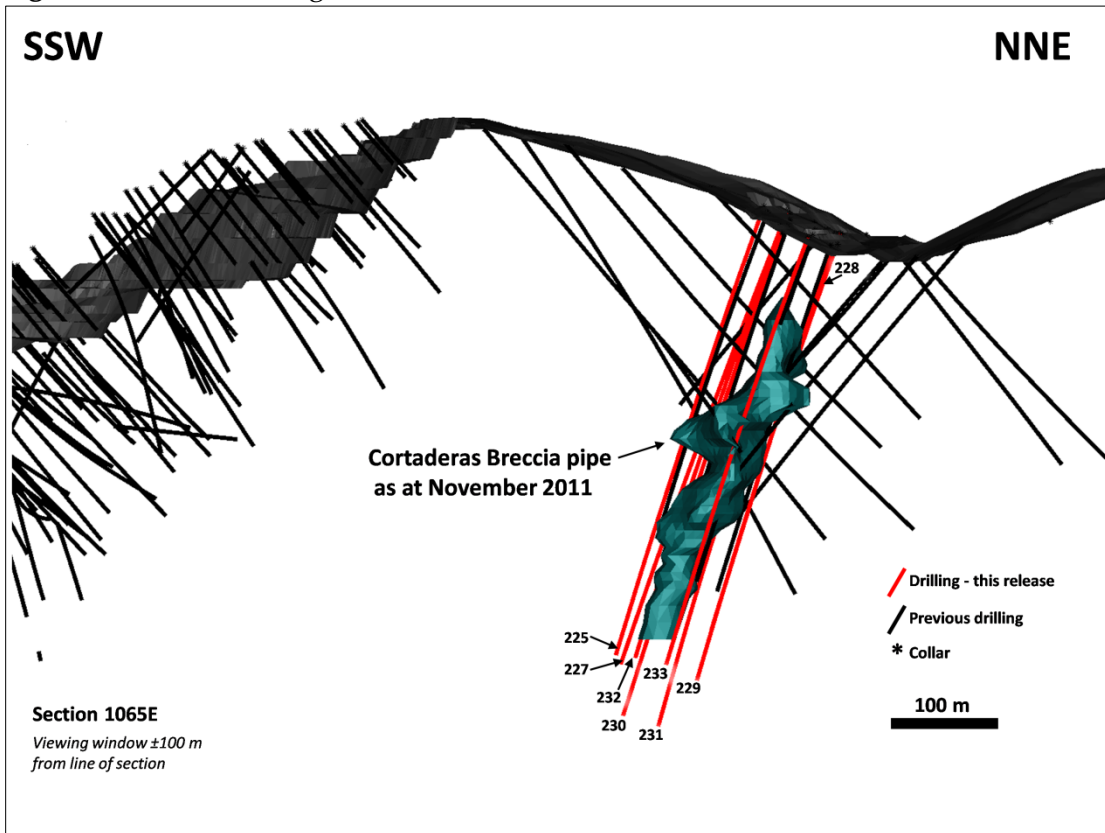 SSW
NNE
228
Cortaderas Breccia pipe
as at November 2011
Drilling - this release
Previous drilling
* Collar
225
227
232
233
229
230
231
100 m
Section 1065E
Viewing window ±100 m
from line of section